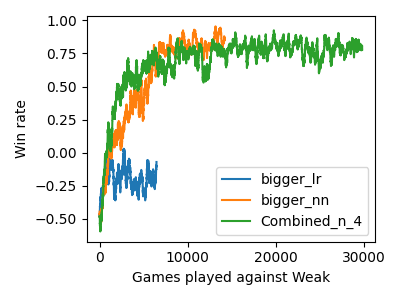 1.00
0.75
0.50
0.25
0.00
−0.25
−0.50
Win rate
bigger_lr
bigger_nn
Combined_n_4
0 10000 20000 30000
Games played against Weak